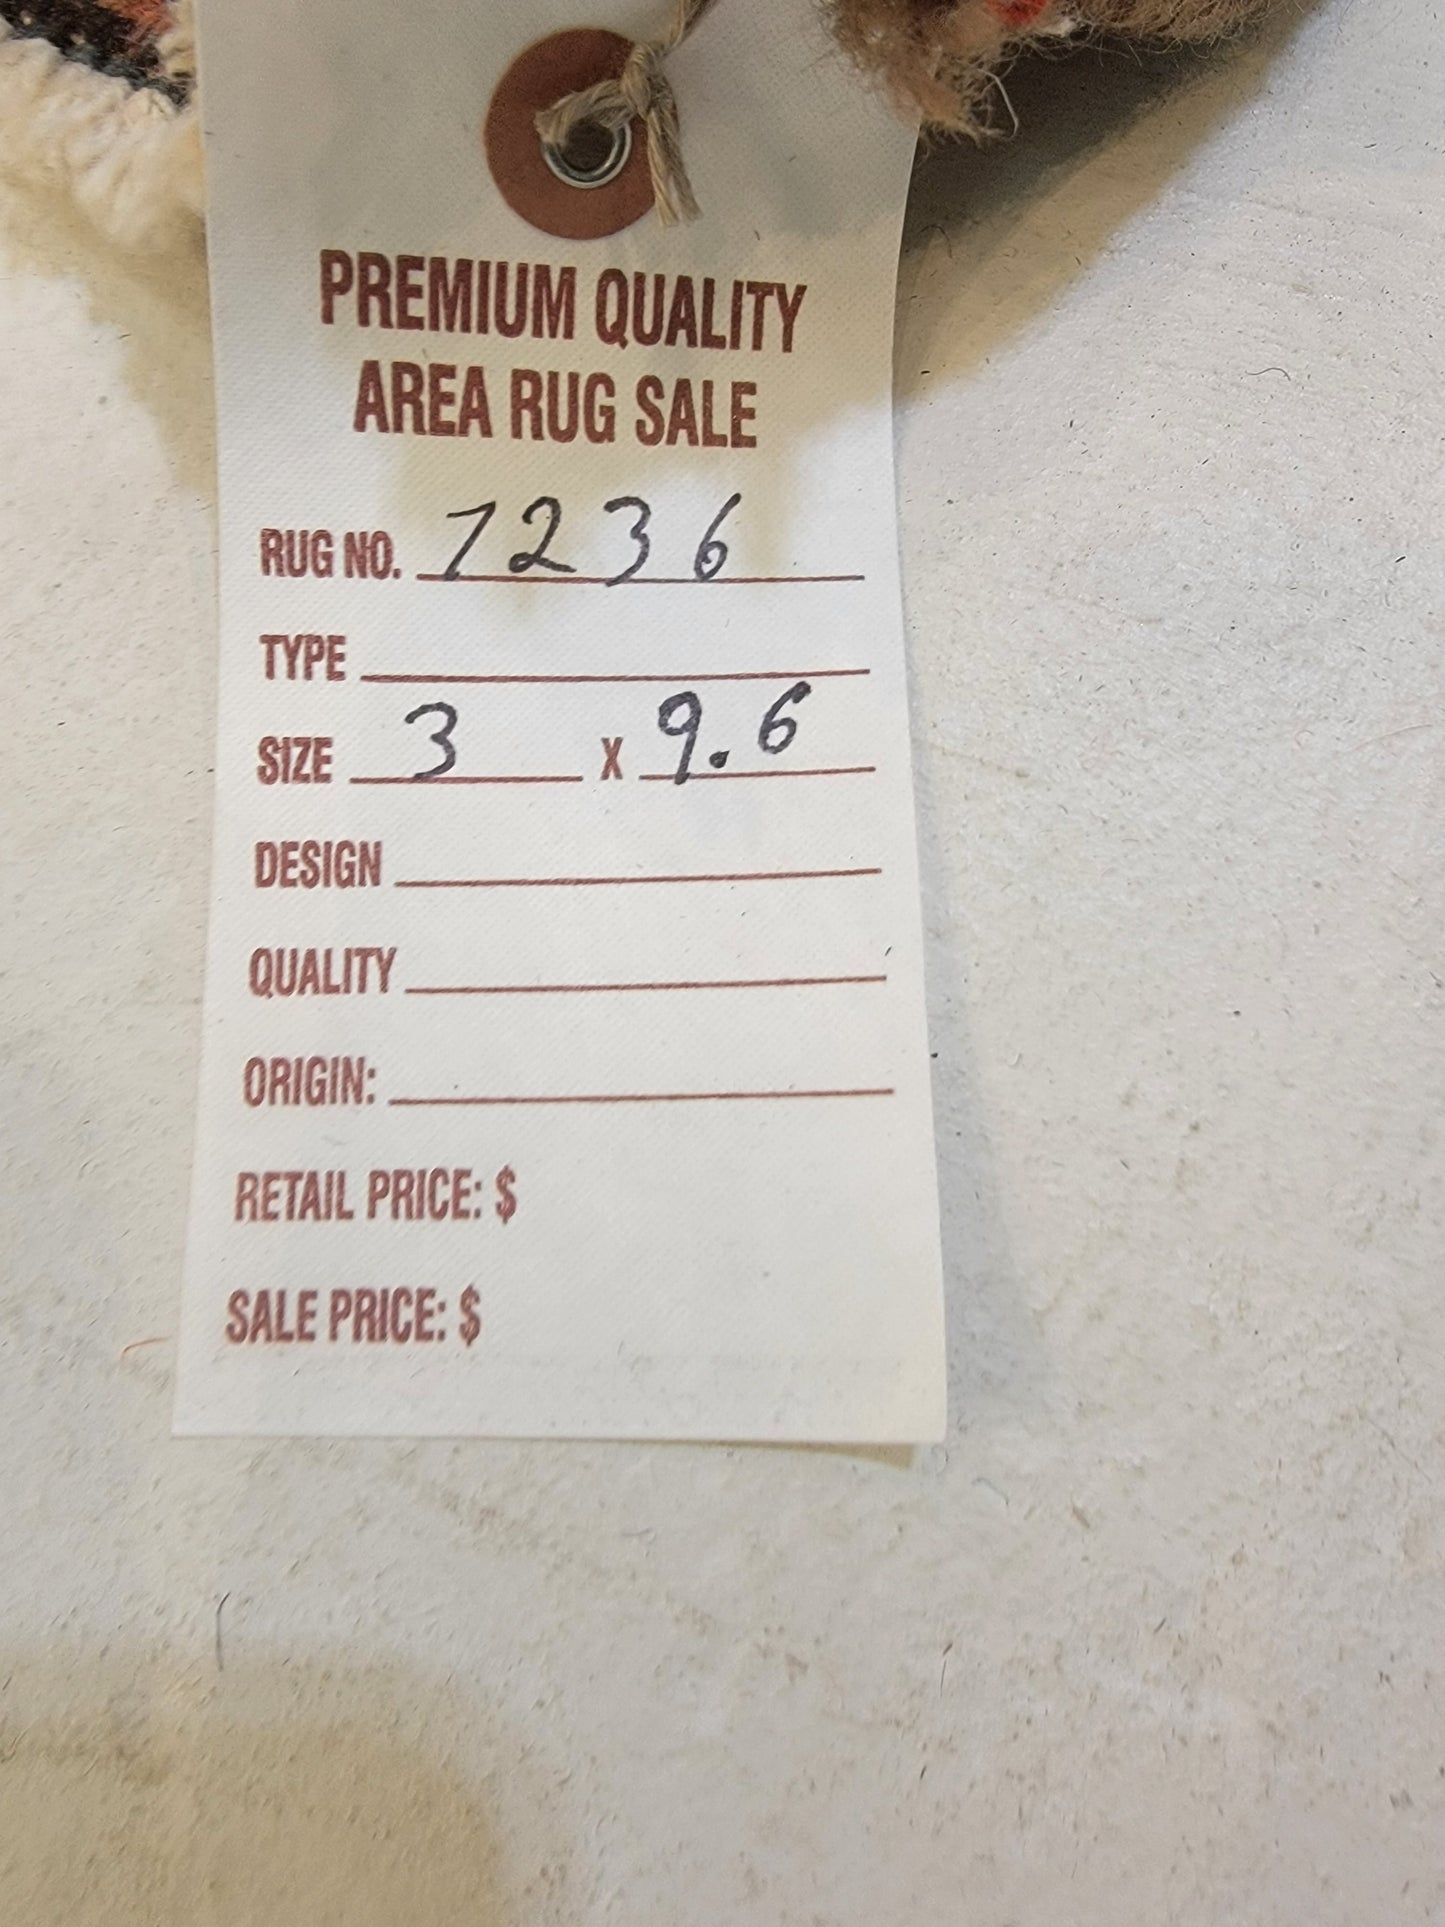 PREMIUM QUALITY
AREA RUG SALE
RUG NO. 7236
TYPE
SIZE 3 X 9.6
DESIGN
QUALITY
ORIGIN:
RETAIL PRICE: $
SALE PRICE: $